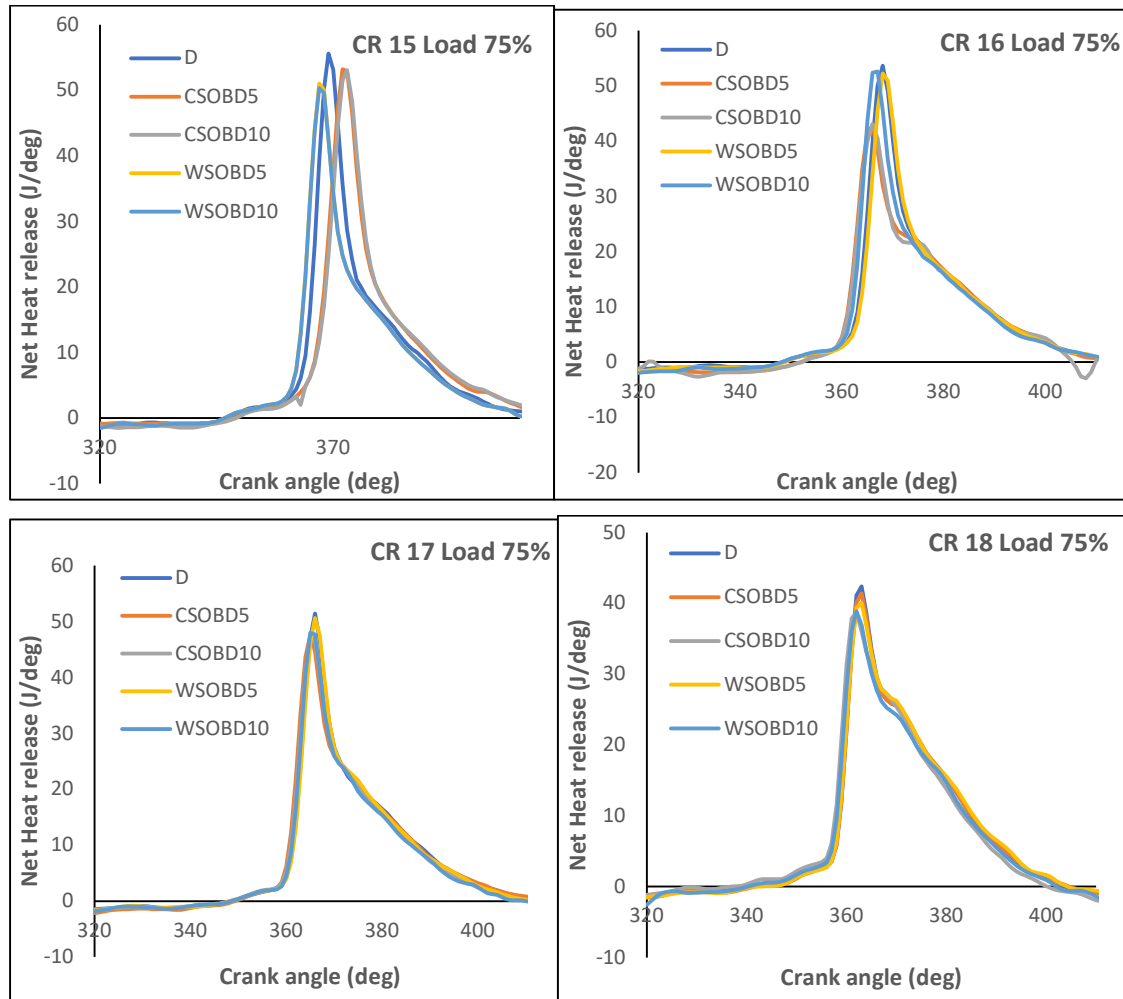 CR 15 Load 75%
Net Heat release (J/deg)
60
50
40
30
20
10
0
-10
D
CSOBD5
CSOBD10
WSOBD5
WSOBD10
320
370
Crank angle (deg)
CR 16 Load 75%
Net Heat release (J/deg)
60
50
40
30
20
10
0
-10
-20
D
CSOBD5
CSOBD10
WSOBD5
WSOBD10
320
340
360
380
400
Crank angle (deg)
CR 17 Load 75%
Net Heat release (J/deg)
60
50
40
30
20
10
0
-10
D
CSOBD5
CSOBD10
WSOBD5
WSOBD10
320
340
360
380
400
Crank angle (deg)
CR 18 Load 75%
Net Heat release (J/deg)
50
40
30
20
10
0
-10
D
CSOBD5
CSOBD10
WSOBD5
WSOBD10
320
340
360
380
400
Crank angle (deg)